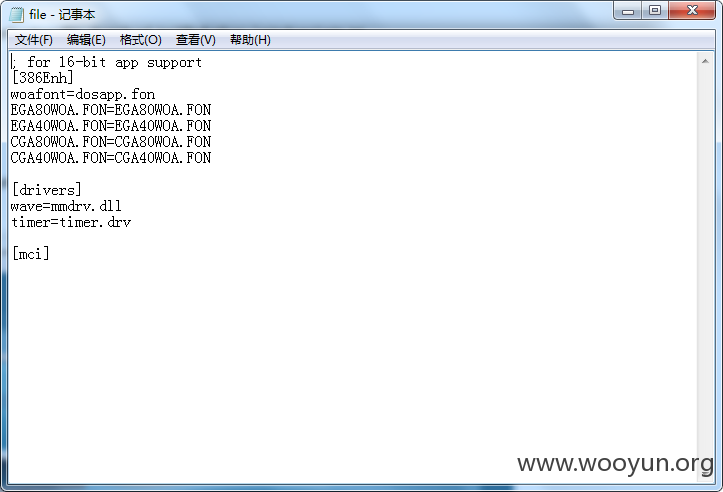 file - 记事本
文件(F) 编辑(E) 格式(O) 查看(V) 帮助(H)
; for 16-bit app support
[386Enh]
woafont=dosapp.fon
EGA80WOA.FON=EGA80WOA.FON
EGA40WOA.FON=EGA40WOA.FON
CGA80WOA.FON=CGA80WOA.FON
CGA40WOA.FON=CGA40WOA.FON
[drivers]
wave=mmdrv.dll
timer=timer.drv
[mci]
www.wooyun.org